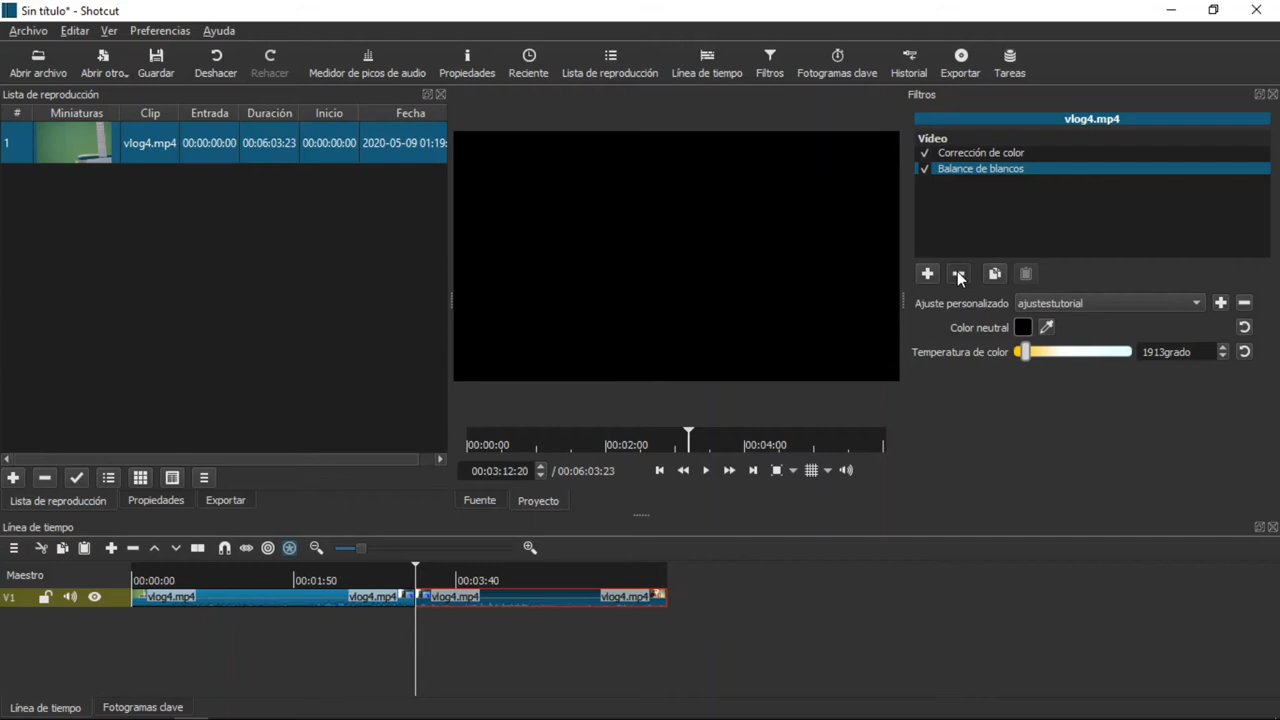 Sin título* - Shotcut
Archivo Editar Ver Preferencias Ayuda
Abrir archivo Abrir otro.. Guardar Deshacer Rehacer Medidor de picos de audio Propiedades Reciente Lista de reproducción Línea de tiempo Filtros Fotogramas clave Historial Exportar Tareas
Lista de reproducción
# Miniaturas Clip Entrada Duración Inicio Fecha
1 vlog4.mp4 00:00:00:00 00:06:03:23 00:00:00:00 2020-05-09 01:19:
Lista de reproducción Propiedades Exportar
00:00:00 00:02:00 00:04:00
00:03:12:20 / 00:06:03:23
Fuente Proyecto
Filtros
vlog4.mp4
Vídeo
Corrección de color
Balance de blancos
Ajuste personalizado ajustestutorial
Color neutral
Temperatura de color 1913grado
Línea de tiempo
Maestro 00:00:00 00:01:50 00:03:40
V1 vlog4.mp4 vlog4.mp4 vlog4.mp4 vlog4.mp4
Línea de tiempo Fotogramas clave